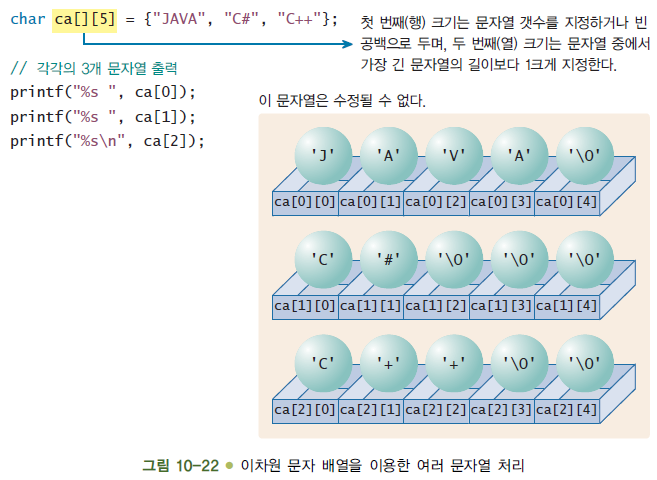 char ca[][5] = {"JAVA", "C#", "C++"};
첫 번째(행) 크기는 문자열 갯수를 지정하거나 빈
공백으로 두며, 두 번째(열) 크기는 문자열 중에서
가장 긴 문자열의 길이보다 1크게 지정한다.
// 각각의 3개 문자열 출력
printf("%s ", ca[0]);
printf("%s ", ca[1]);
printf("%s\n", ca[2]);
이 문자열은 수정될 수 없다.
'J' 'A' 'V' 'A' '\0'
ca[0][0] ca[0][1] ca[0][2] ca[0][3] ca[0][4]
'C' '#' '\0' '\0' '\0'
ca[1][0] ca[1][1] ca[1][2] ca[1][3] ca[1][4]
'C' '+' '+' '\0' '\0'
ca[2][0] ca[2][1] ca[2][2] ca[2][3] ca[2][4]
그림 10-22 ● 이차원 문자 배열을 이용한 여러 문자열 처리